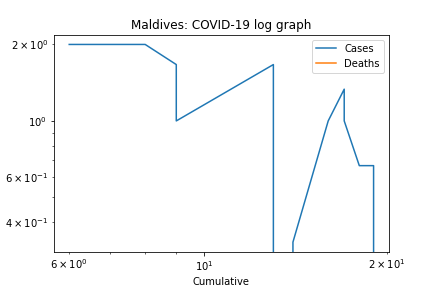 Maldives: COVID-19 log graph
Cases
Deaths
2 × 10⁰
10⁰
6 × 10⁻¹
4 × 10⁻¹
6 × 10⁰
10¹
2 × 10¹
Cumulative